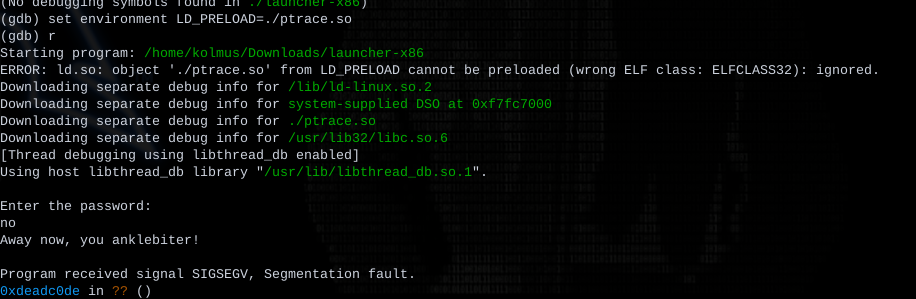 (No debugging symbols found in ./launcher-x86)
(gdb) set environment LD_PRELOAD=./ptrace.so
(gdb) r
Starting program: /home/kolmus/Downloads/launcher-x86
ERROR: ld.so: object './ptrace.so' from LD_PRELOAD cannot be preloaded (wrong ELF class: ELFCLASS32): ignored.
Downloading separate debug info for /lib/ld-linux.so.2
Downloading separate debug info for system-supplied DSO at 0xf7fc7000
Downloading separate debug info for ./ptrace.so
Downloading separate debug info for /usr/lib32/libc.so.6
[Thread debugging using libthread_db enabled]
Using host libthread_db library "/usr/lib/libthread_db.so.1".
Enter the password:
no
Away now, you anklebiter!
Program received signal SIGSEGV, Segmentation fault.
0xdeadc0de in ?? ()